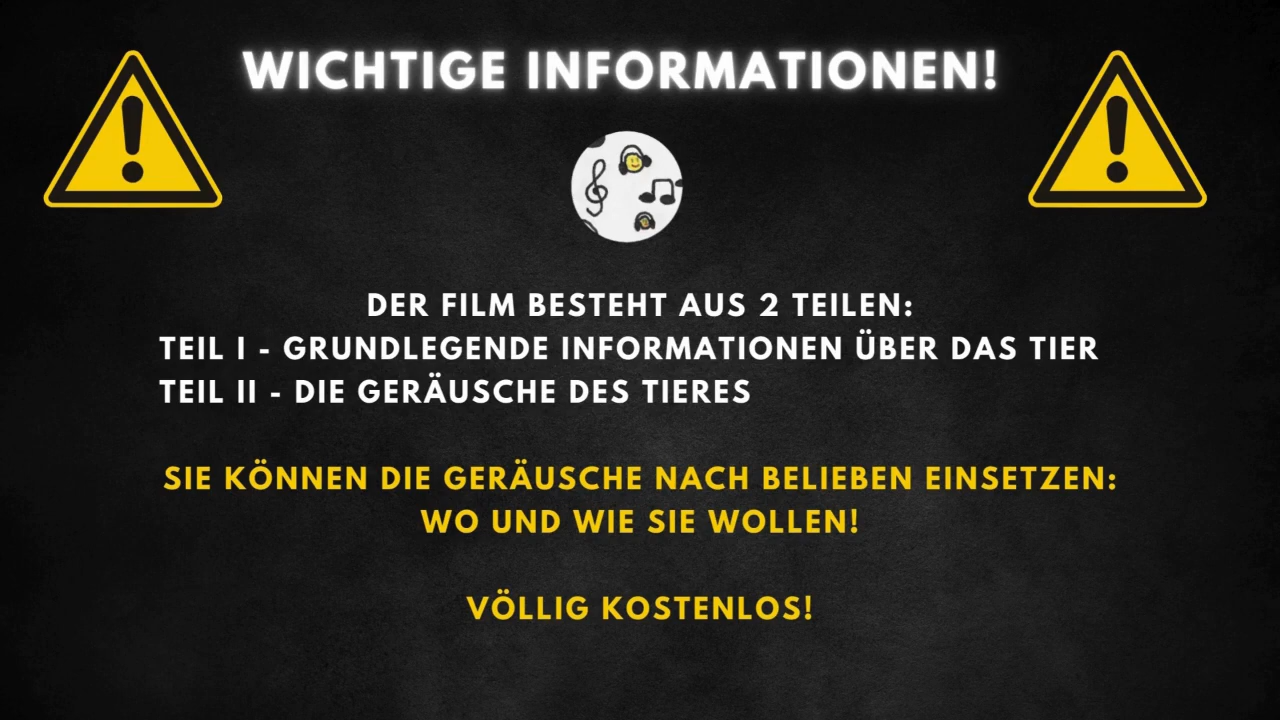 WICHTIGE INFORMATIONEN!
DER FILM BESTEHT AUS 2 TEILEN:
TEIL I - GRUNDLEGENDE INFORMATIONEN ÜBER DAS TIER
TEIL II - DIE GERÄUSCHE DES TIERES
SIE KÖNNEN DIE GERÄUSCHE NACH BELIEBEN EINSETZEN:
WO UND WIE SIE WOLLEN!
VÖLLIG KOSTENLOS!